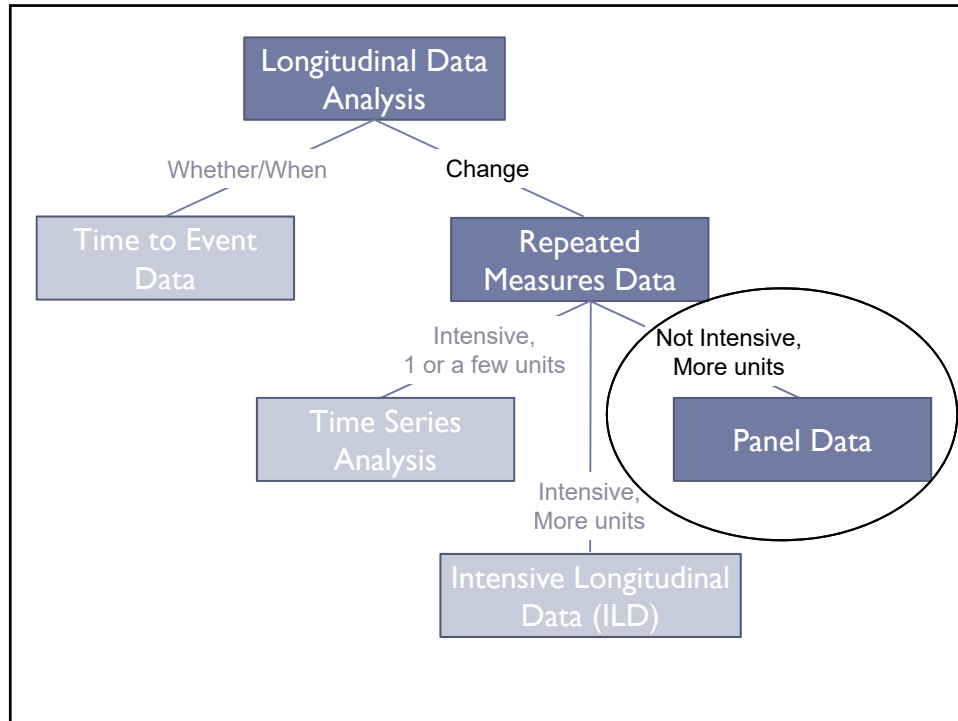 Longitudinal Data
Analysis
Whether/When
Change
Time to Event
Data
Repeated
Measures Data
Intensive,
1 or a few units
Not Intensive,
More units
Time Series
Analysis
Panel Data
Intensive,
More units
Intensive Longitudinal
Data (ILD)